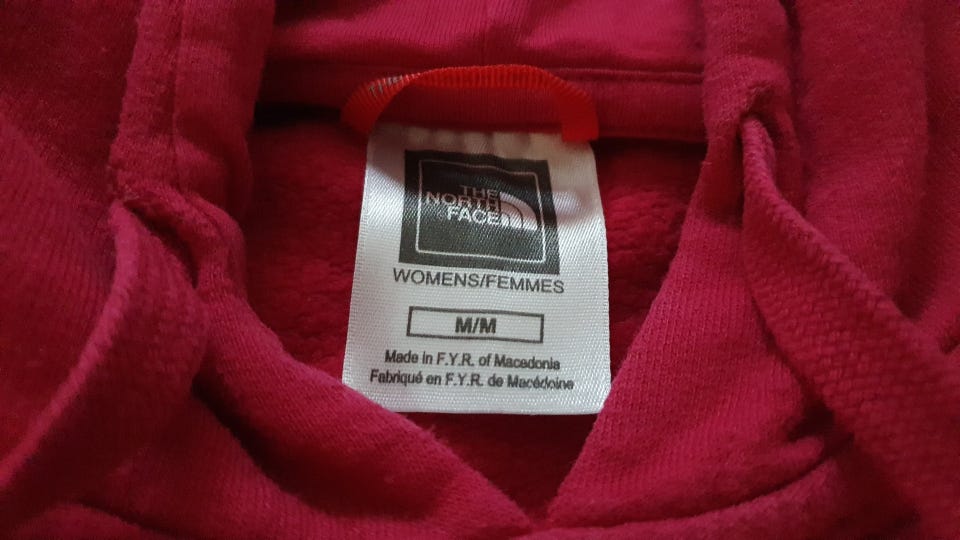 THE
NORTH
FACE
WOMENS/FEMMES
M/M
Made in F.Y.R. of Macedonia
Fabriqué en F.Y.R. de Macédoine